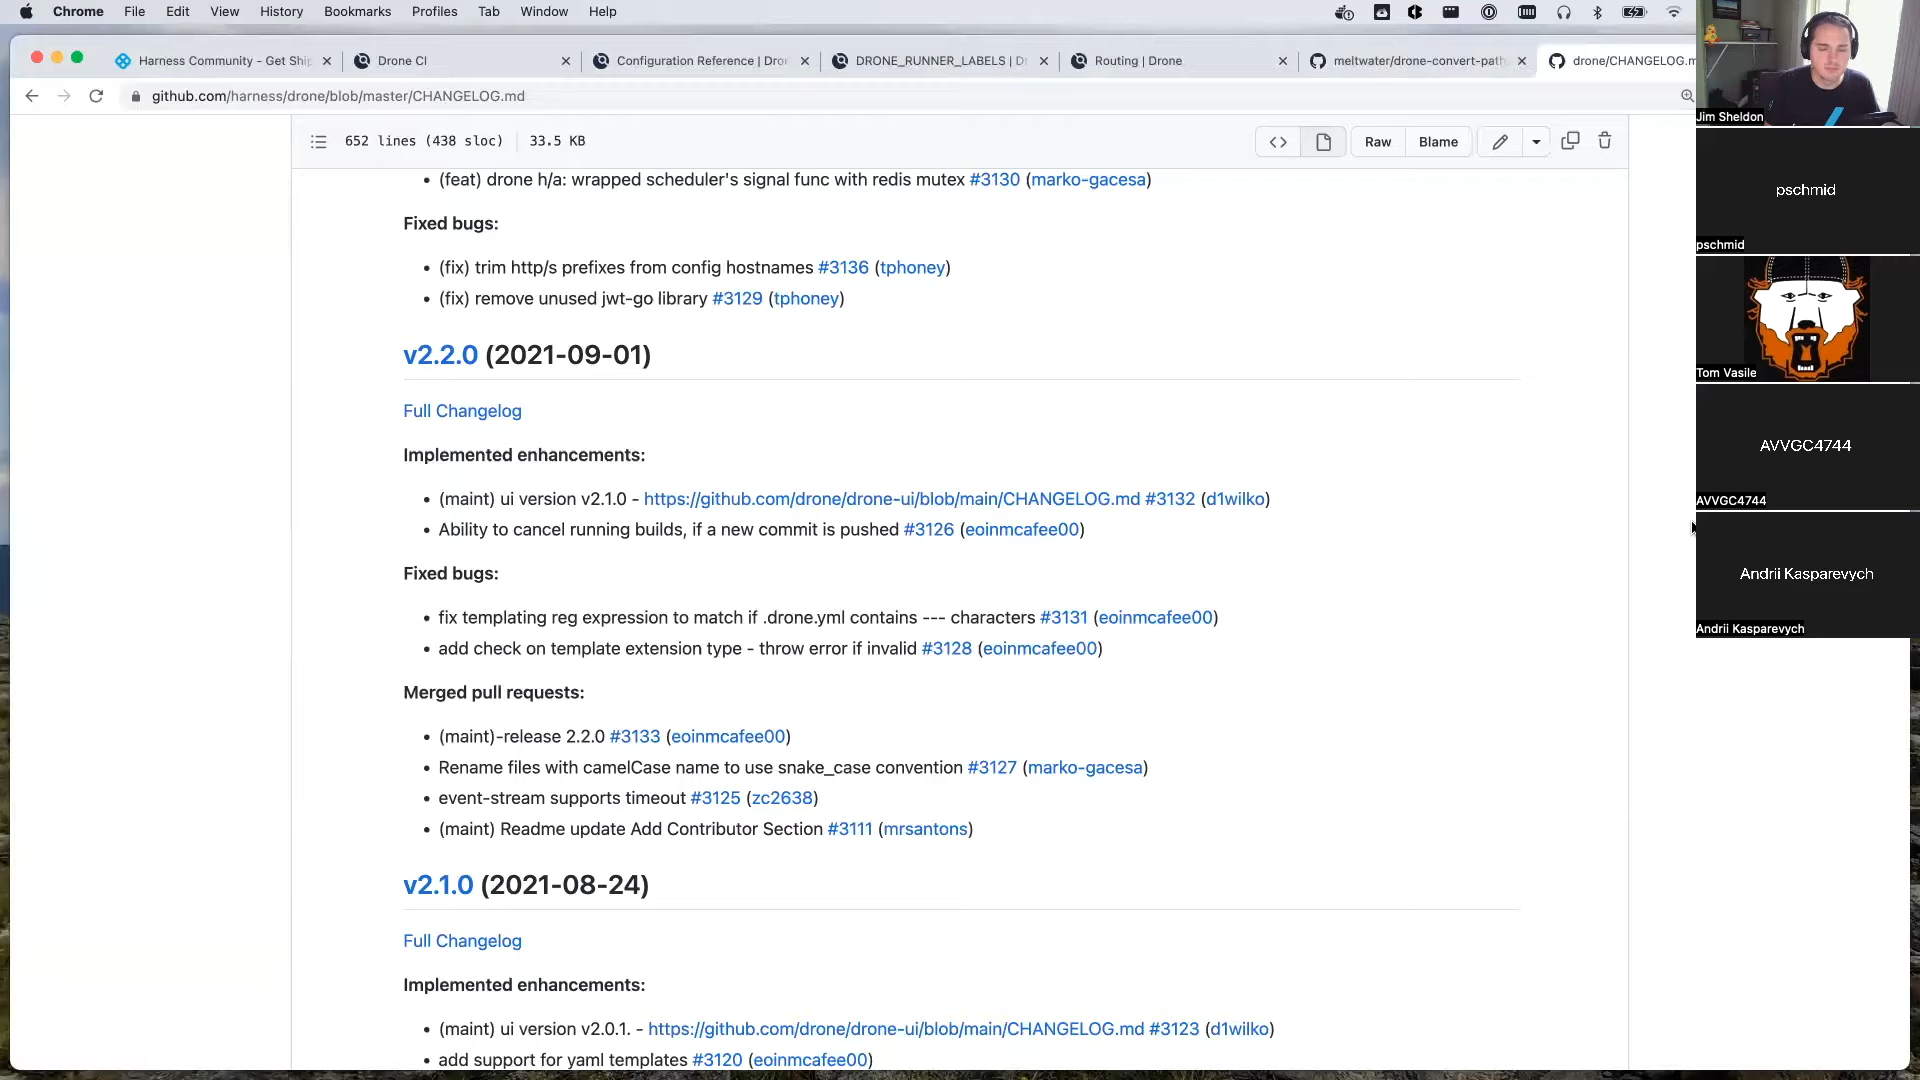 Chrome File Edit View History Bookmarks Profiles Tab Window Help
Harness Community - Get Ship
Drone CI
Configuration Reference | Dro
DRONE_RUNNER_LABELS | D
Routing | Drone
meltwater/drone-convert-path
drone/CHANGELOG.m
github.com/harness/drone/blob/master/CHANGELOG.md
652 lines (438 sloc) 33.5 KB
Raw Blame
• (feat) drone h/a: wrapped scheduler's signal func with redis mutex #3130 (marko-gacesa)
Fixed bugs:
• (fix) trim http/s prefixes from config hostnames #3136 (tphoney)
• (fix) remove unused jwt-go library #3129 (tphoney)
v2.2.0 (2021-09-01)
Full Changelog
Implemented enhancements:
• (maint) ui version v2.1.0 - https://github.com/drone/drone-ui/blob/main/CHANGELOG.md #3132 (d1wilko)
• Ability to cancel running builds, if a new commit is pushed #3126 (eoinmcafee00)
Fixed bugs:
• fix templating reg expression to match if .drone.yml contains --- characters #3131 (eoinmcafee00)
• add check on template extension type - throw error if invalid #3128 (eoinmcafee00)
Merged pull requests:
• (maint)-release 2.2.0 #3133 (eoinmcafee00)
• Rename files with camelCase name to use snake_case convention #3127 (marko-gacesa)
• event-stream supports timeout #3125 (zc2638)
• (maint) Readme update Add Contributor Section #3111 (mrsantons)
v2.1.0 (2021-08-24)
Full Changelog
Implemented enhancements:
• (maint) ui version v2.0.1. - https://github.com/drone/drone-ui/blob/main/CHANGELOG.md #3123 (d1wilko)
• add support for yaml templates #3120 (eoinmcafee00)
Jim Sheldon
pschmid
pschmid
Tom Vasile
AVVGC4744
AVVGC4744
Andrii Kasparevych
Andrii Kasparevych